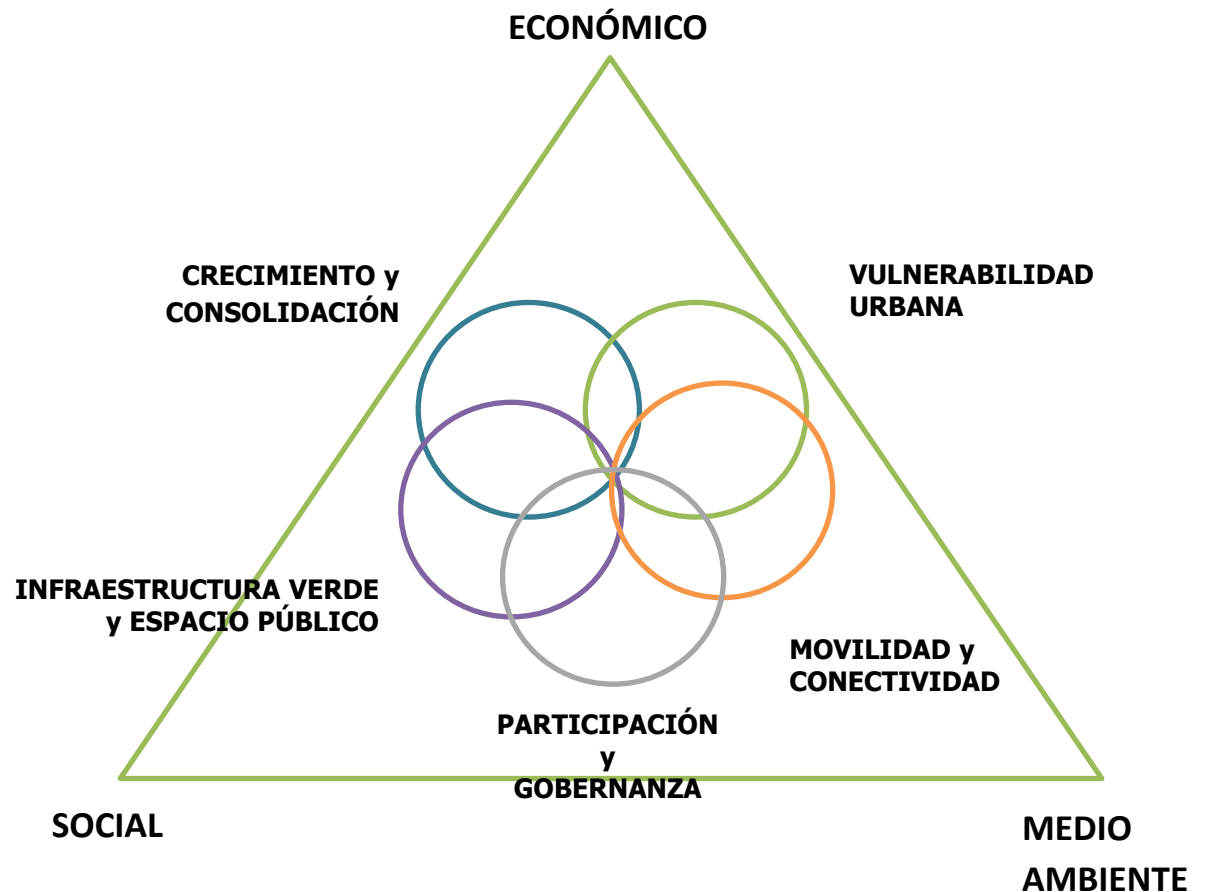 ECONÓMICO
CRECIMIENTO y
CONSOLIDACIÓN
VULNERABILIDAD
URBANA
INFRAESTRUCTURA VERDE
y ESPACIO PÚBLICO
MOVILIDAD y
CONECTIVIDAD
PARTICIPACIÓN
y
GOBERNANZA
SOCIAL
MEDIO
AMBIENTE